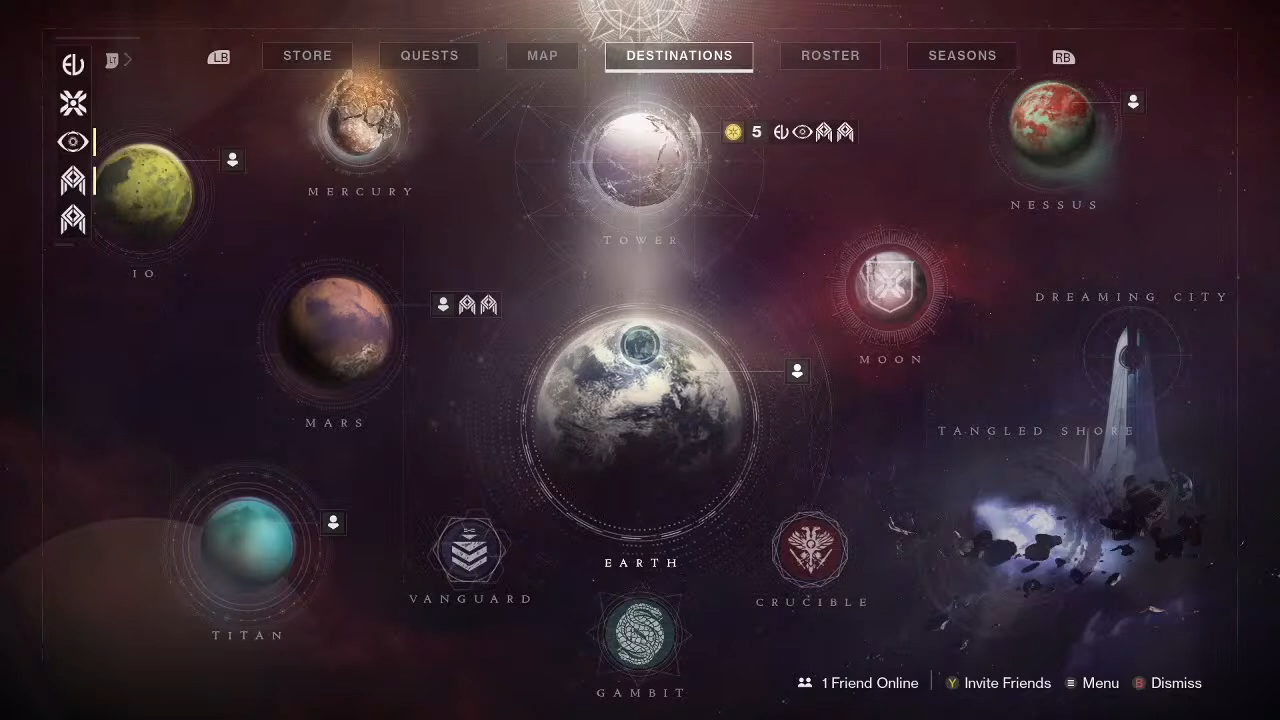 LT
LB
STORE
QUESTS
MAP
DESTINATIONS
ROSTER
SEASONS
RB
5
MERCURY
NESSUS
TOWER
IO
DREAMING CITY
MOON
MARS
TANGLED SHORE
EARTH
VANGUARD
CRUCIBLE
TITAN
GAMBIT
1 Friend Online
Y Invite Friends
Menu
B Dismiss